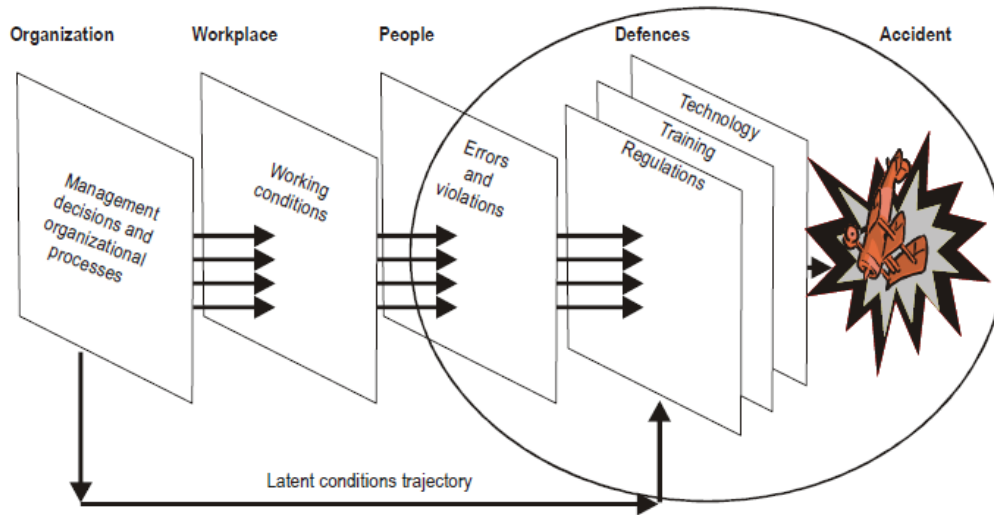 Organization
Workplace
People
Defences
Accident
Management
decisions and
organizational
processes
Working
conditions
Errors
and
violations
Technology
Training
Regulations
Latent conditions trajectory